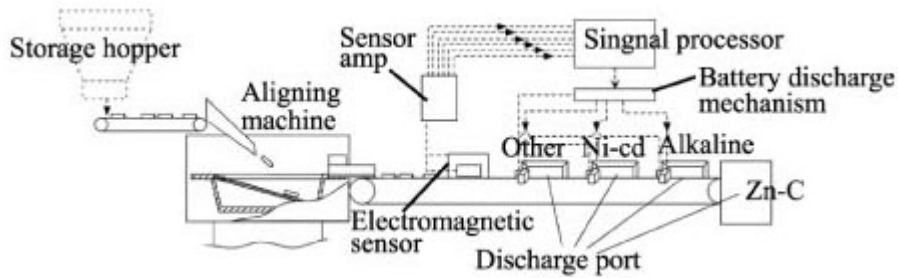 Storage hopper
Aligning
machine
Sensor
amp
Singnal processor
Battery discharge
mechanism
Other
Ni-cd
Alkaline
Zn-C
Electromagnetic
sensor
Discharge port